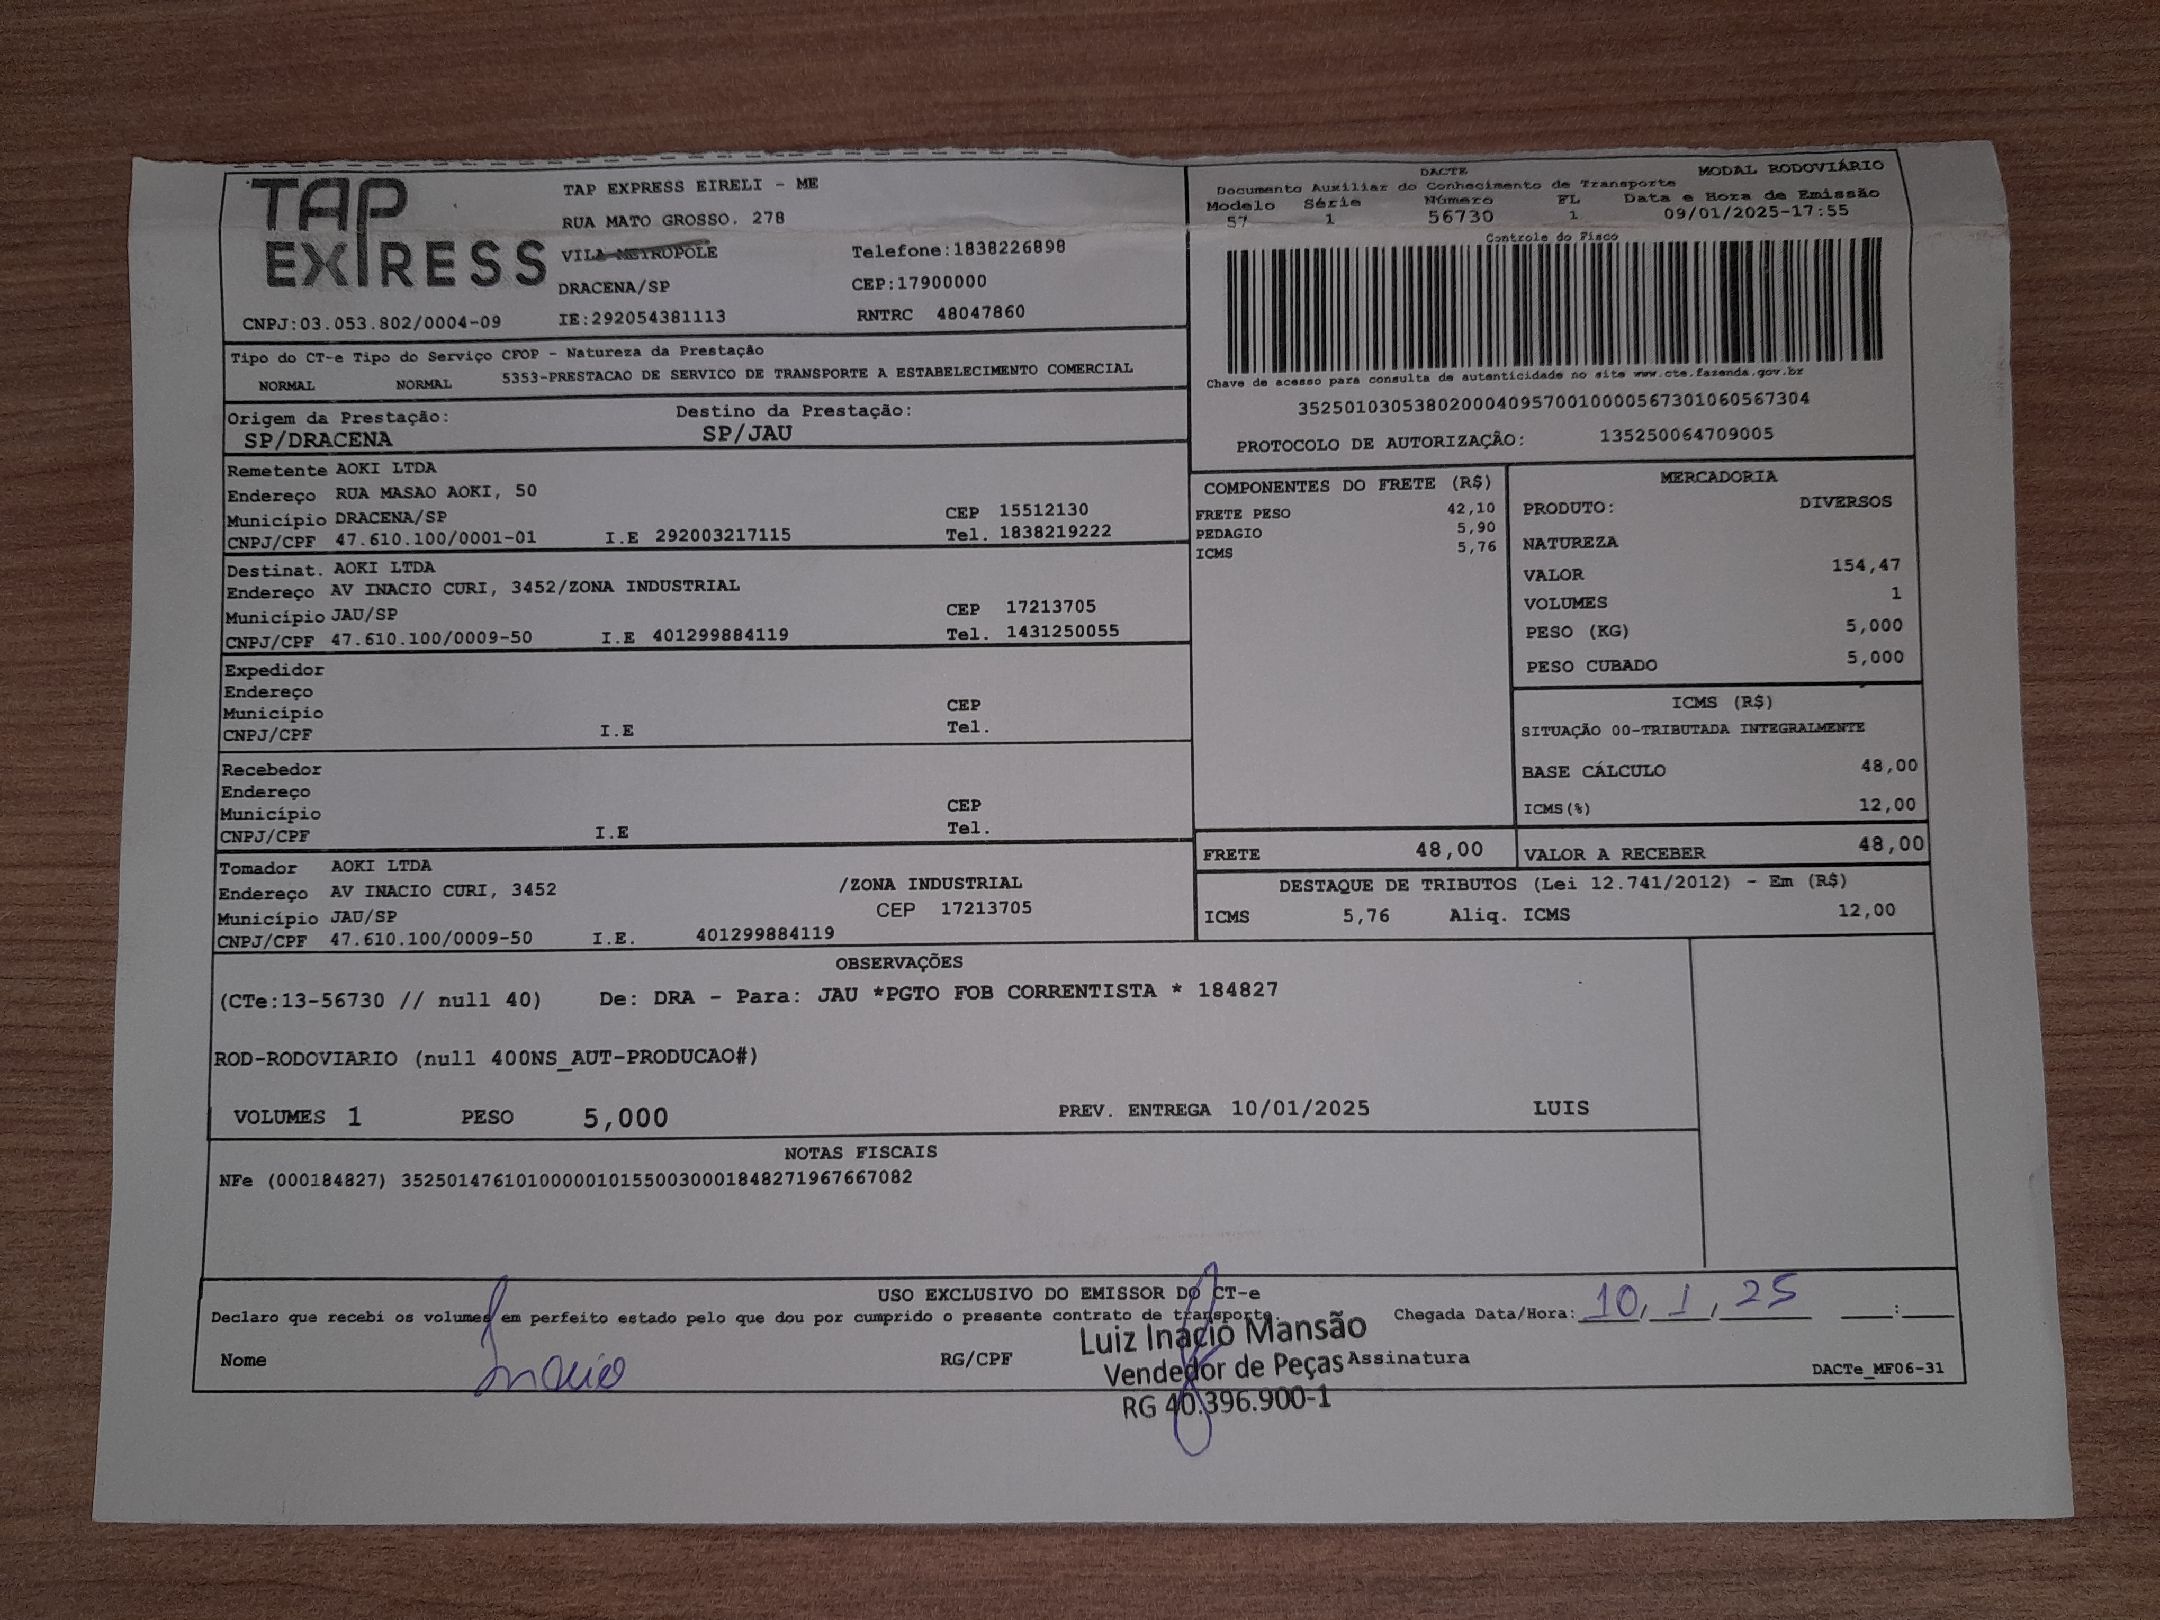 TAP EXPRESS
TAP EXPRESS EIRELI - ME
RUA MATO GROSSO. 278
VILA METROPOLE
Telefone:1838226898
DRACENA/SP
CEP:17900000
CNPJ:03.053.802/0004-09
IE:292054381113
RNTRC 48047860
DACTE
MODAL RODOVIÁRIO
Documento Auxiliar do Conhecimento de Transporte
Modelo Série Número FL Data e Hora de Emissão
57 1 56730 1 09/01/2025-17:55
Controle do Fisco
Chave de acesso para consulta de autenticidade no site www.cte.fazenda.gov.br
35250103053802000409570010000567301060567304
PROTOCOLO DE AUTORIZAÇÃO: 135250064709005
Tipo do CT-e Tipo do Serviço CFOP - Natureza da Prestação
NORMAL NORMAL 5353-PRESTACAO DE SERVICO DE TRANSPORTE A ESTABELECIMENTO COMERCIAL
Origem da Prestação: Destino da Prestação:
SP/DRACENA SP/JAU
Remetente AOKI LTDA
Endereço RUA MASAO AOKI, 50
Município DRACENA/SP CEP 15512130
CNPJ/CPF 47.610.100/0001-01 I.E 292003217115 Tel. 1838219222
Destinat. AOKI LTDA
Endereço AV INACIO CURI, 3452/ZONA INDUSTRIAL
Município JAU/SP CEP 17213705
CNPJ/CPF 47.610.100/0009-50 I.E 401299884119 Tel. 1431250055
Expedidor
Endereço
Município CEP
CNPJ/CPF I.E Tel.
Recebedor
Endereço
Município CEP
CNPJ/CPF I.E Tel.
Tomador AOKI LTDA
Endereço AV INACIO CURI, 3452 /ZONA INDUSTRIAL
Município JAU/SP CEP 17213705
CNPJ/CPF 47.610.100/0009-50 I.E. 401299884119
COMPONENTES DO FRETE (R$)
FRETE PESO 42,10
PEDAGIO 5,90
ICMS 5,76
MERCADORIA
PRODUTO: DIVERSOS
NATUREZA
VALOR 154,47
VOLUMES 1
PESO (KG) 5,000
PESO CUBADO 5,000
ICMS (R$)
SITUAÇÃO 00-TRIBUTADA INTEGRALMENTE
BASE CÁLCULO 48,00
ICMS(%) 12,00
FRETE 48,00 VALOR A RECEBER 48,00
DESTAQUE DE TRIBUTOS (Lei 12.741/2012) - Em (R$)
ICMS 5,76 Aliq. ICMS 12,00
OBSERVAÇÕES
(CTe:13-56730 // null 40) De: DRA - Para: JAU *PGTO FOB CORRENTISTA * 184827
ROD-RODOVIARIO (null 400NS_AUT-PRODUCAO#)
VOLUMES 1 PESO 5,000 PREV. ENTREGA 10/01/2025 LUIS
NOTAS FISCAIS
NFe (000184827) 35250147610100000101550030001848271967667082
USO EXCLUSIVO DO EMISSOR DO CT-e
Declaro que recebi os volumes em perfeito estado pelo que dou por cumprido o presente contrato de transporte. Chegada Data/Hora: 10, 1, 25 :
Nome Inacio RG/CPF Assinatura DACTe_MF06-31
Luiz Inacio Mansão
Vendedor de Peças
RG 40.396.900-1